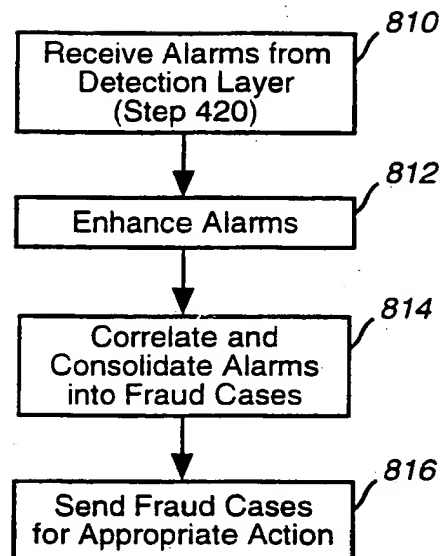 810
Receive Alarms from
Detection Layer
(Step 420)
812
Enhance Alarms
814
Correlate and
Consolidate Alarms
into Fraud Cases
816
Send Fraud Cases
for Appropriate Action